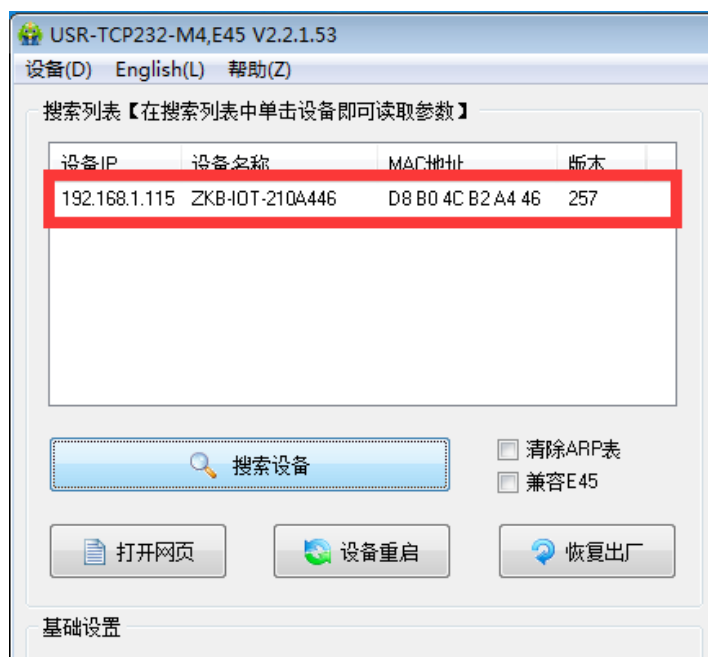 USR-TCP232-M4,E45 V2.2.1.53
设备(D) English(L) 帮助(Z)
搜索列表【在搜索列表中单击设备即可读取参数】
设备IP 设备名称 MAC地址 版本
192.168.1.115 ZKB-IOT-210A446 D8 B0 4C B2 A4 46 257
搜索设备
清除ARP表
兼容E45
打开网页 设备重启 恢复出厂
基础设置